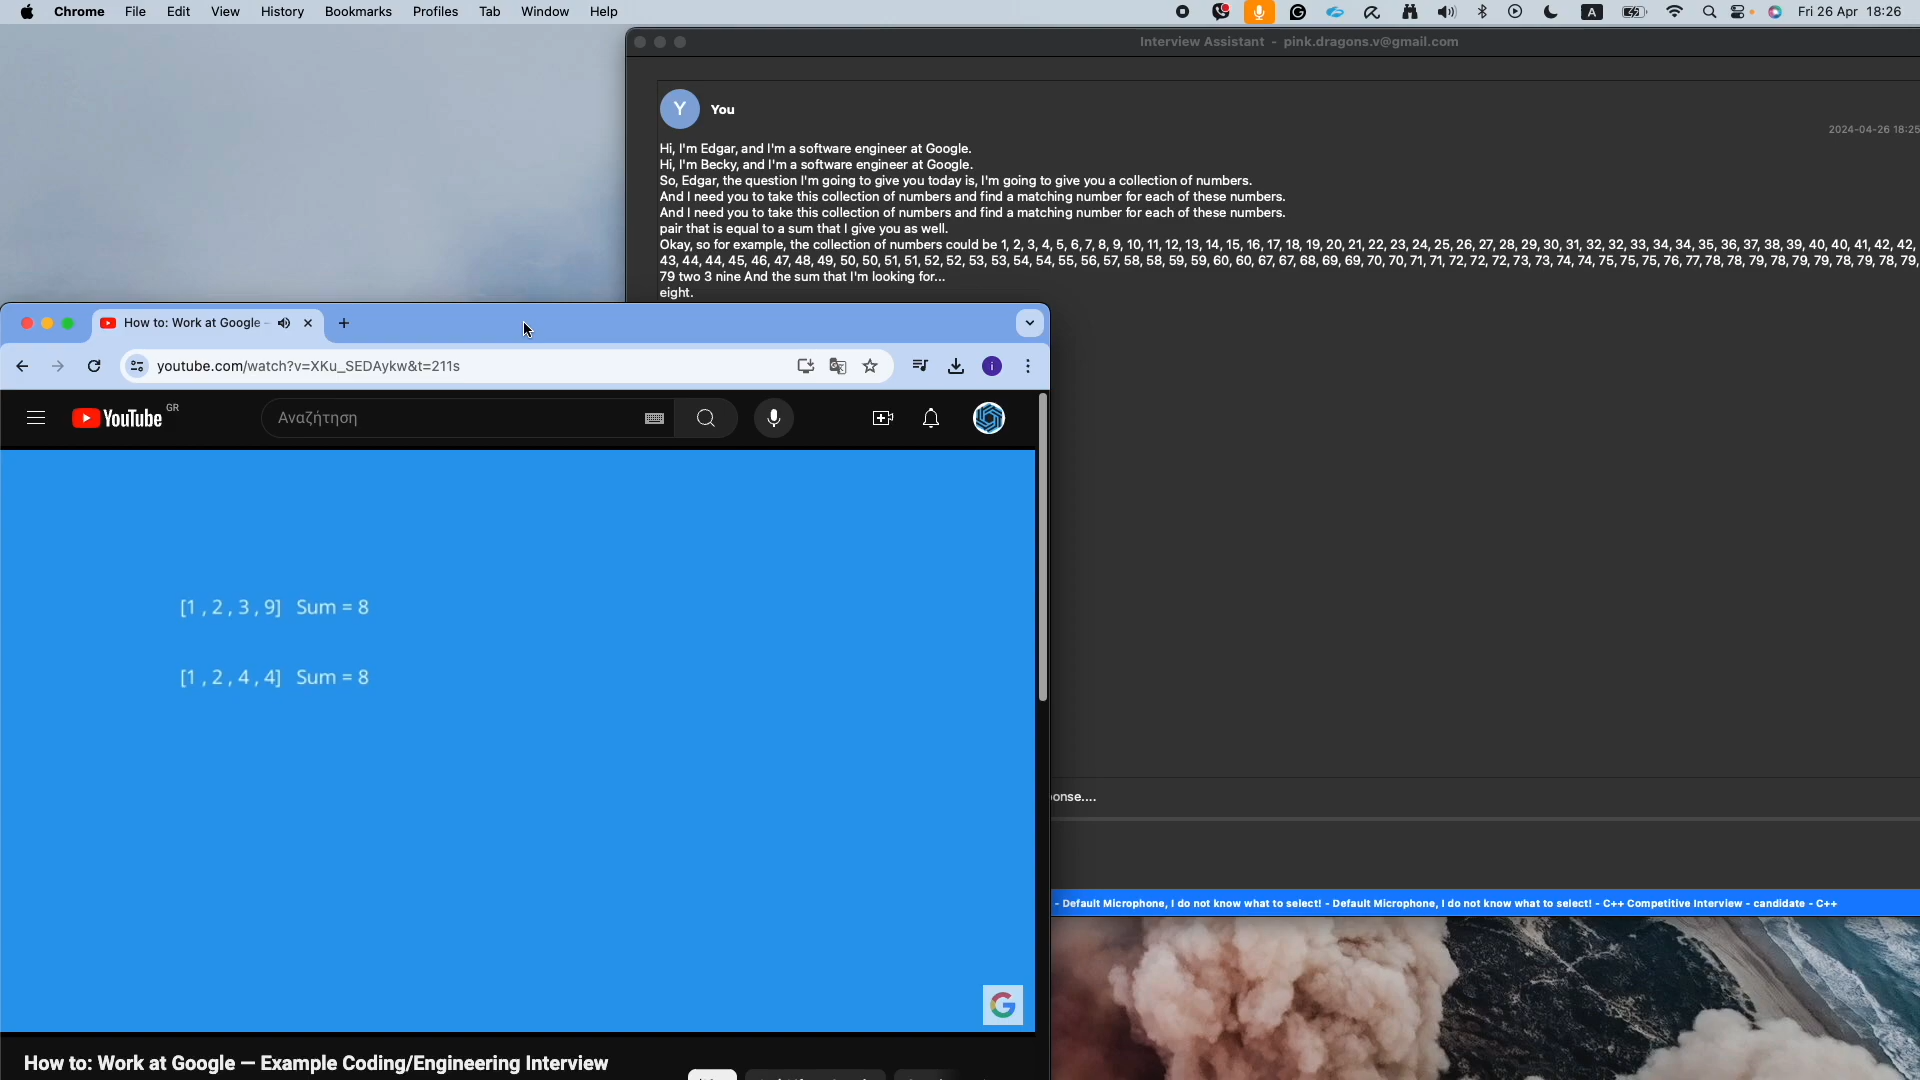 Chrome File Edit View History Bookmarks Profiles Tab Window Help
A Fri 26 Apr 18:26
Interview Assistant - pink.dragons.v@gmail.com
Y You
2024-04-26 18:25
Hi, I'm Edgar, and I'm a software engineer at Google.
Hi, I'm Becky, and I'm a software engineer at Google.
So, Edgar, the question I'm going to give you today is, I'm going to give you a collection of numbers.
And I need you to take this collection of numbers and find a matching number for each of these numbers.
And I need you to take this collection of numbers and find a matching number for each of these numbers.
pair that is equal to a sum that I give you as well.
Okay, so for example, the collection of numbers could be 1, 2, 3, 4, 5, 6, 7, 8, 9, 10, 11, 12, 13, 14, 15, 16, 17, 18, 19, 20, 21, 22, 23, 24, 25, 26, 27, 28, 29, 30, 31, 32, 32, 33, 34, 34, 35, 36, 37, 38, 39, 40, 40, 41, 42, 42,
43, 44, 44, 45, 46, 47, 48, 49, 50, 50, 51, 51, 52, 52, 53, 53, 54, 54, 55, 56, 57, 58, 58, 59, 59, 60, 60, 67, 67, 68, 69, 69, 70, 70, 71, 71, 72, 72, 72, 73, 73, 74, 74, 75, 75, 75, 76, 77, 78, 78, 79, 78, 79, 79, 78, 79, 78, 79,
79 two 3 nine And the sum that I'm looking for...
eight.
How to: Work at Google -
youtube.com/watch?v=XKu_SEDAykw&t=211s
i
YouTube GR
Αναζήτηση
[1 , 2 , 3 , 9] Sum = 8
[1 , 2 , 4 , 4] Sum = 8
onse....
- Default Microphone, I do not know what to select! - Default Microphone, I do not know what to select! - C++ Competitive Interview - candidate - C++
G
How to: Work at Google — Example Coding/Engineering Interview